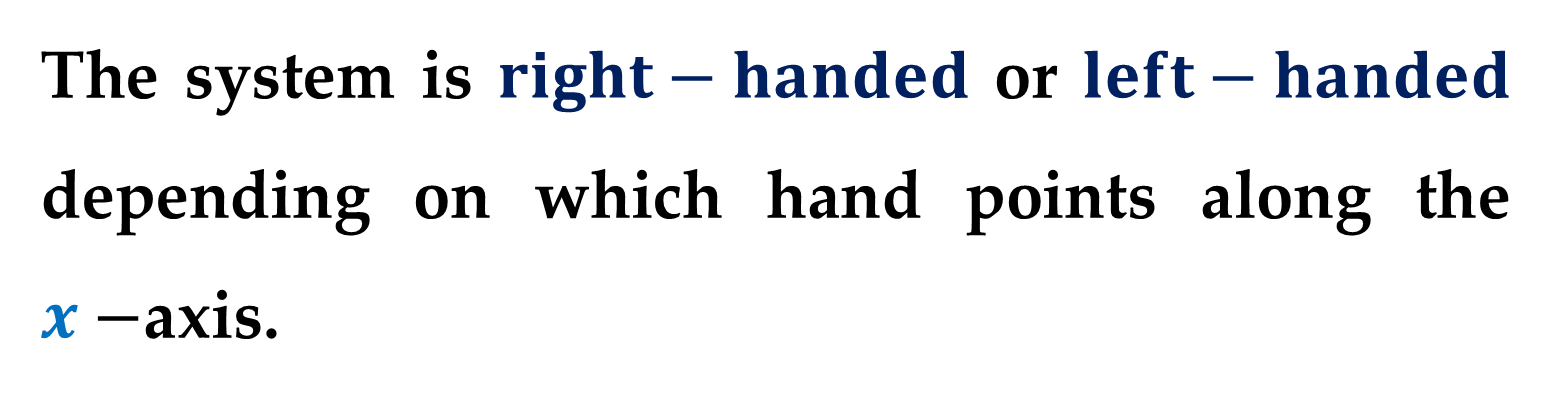 The system is right – handed or left – handed
depending on which hand points along the
x –axis.